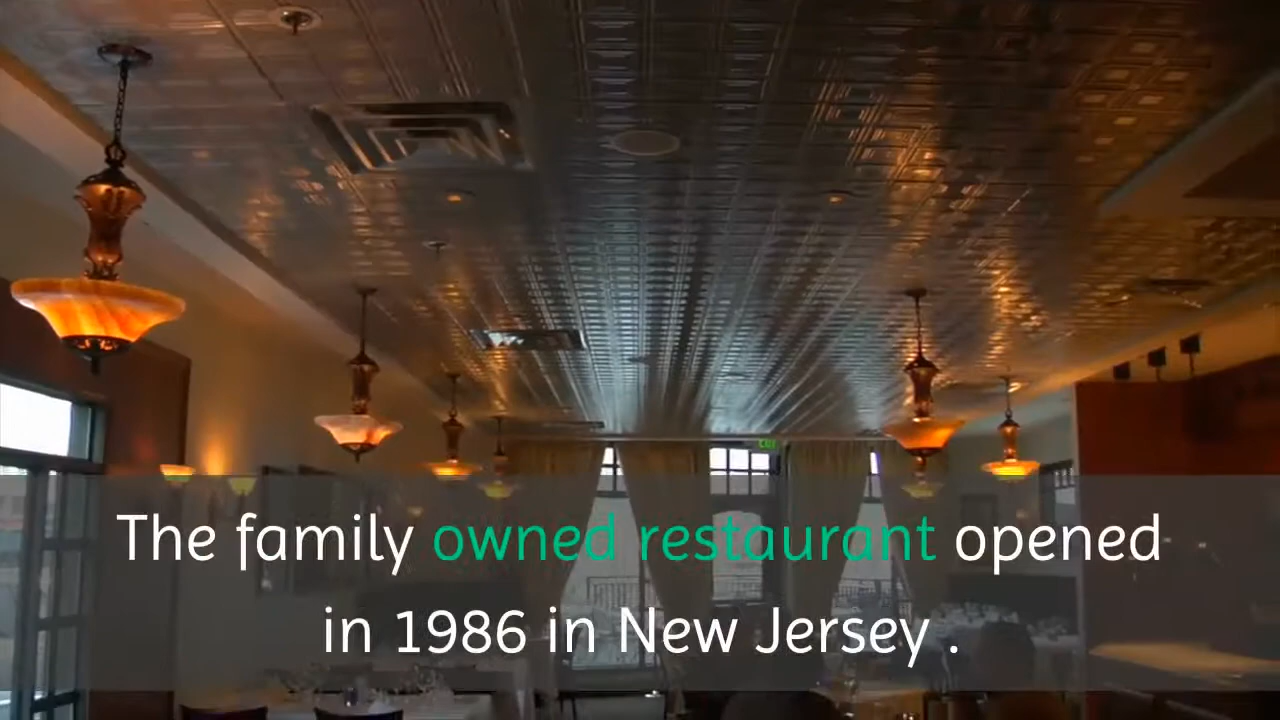 The family owned restaurant opened
in 1986 in New Jersey .